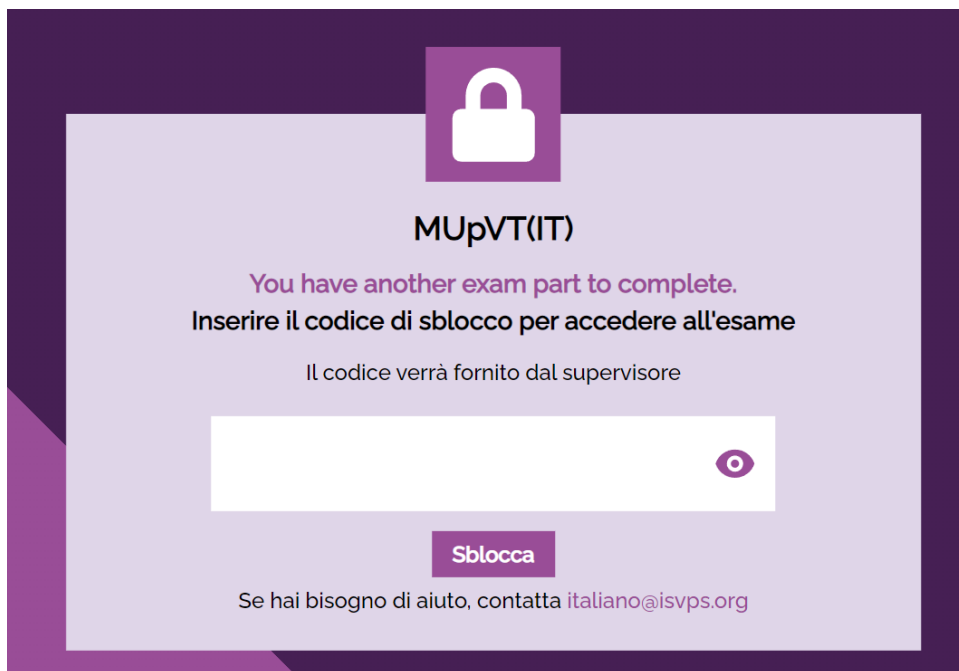 MUpVT(IT)
You have another exam part to complete.
Inserire il codice di sblocco per accedere all'esame
Il codice verrà fornito dal supervisore
Sblocca
Se hai bisogno di aiuto, contatta italiano@isvps.org